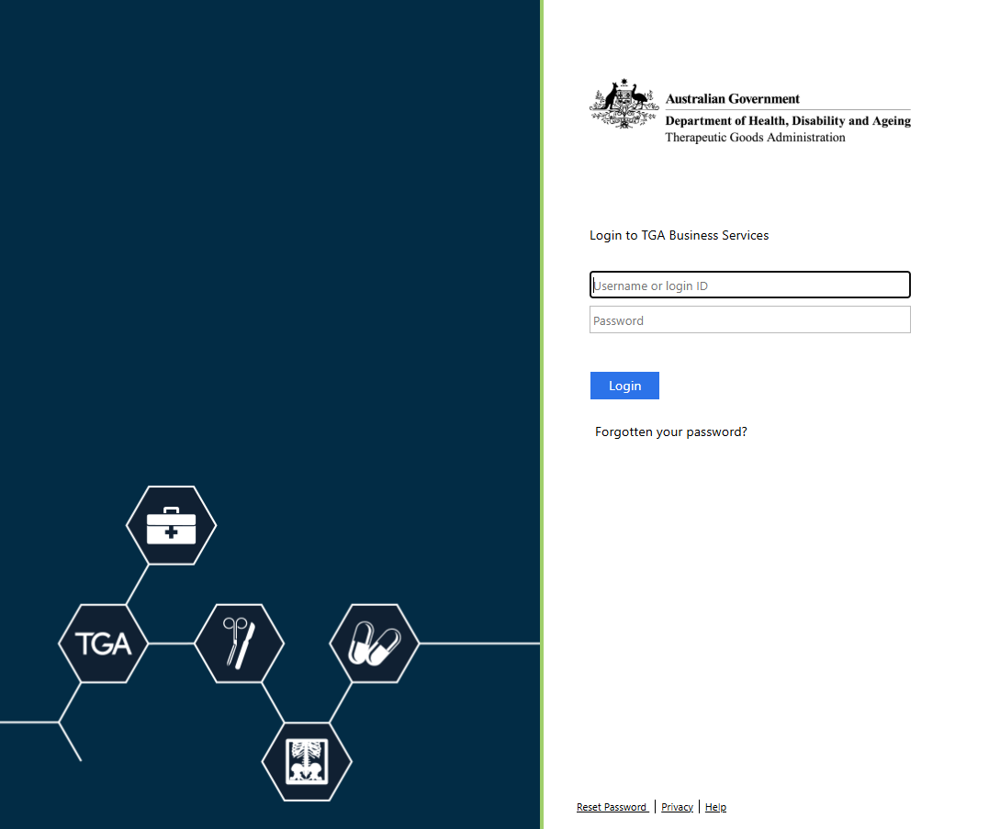 Australian Government
Department of Health, Disability and Ageing
Therapeutic Goods Administration
Login to TGA Business Services
Username or login ID
Password
Login
Forgotten your password?
TGA
Reset Password | Privacy | Help